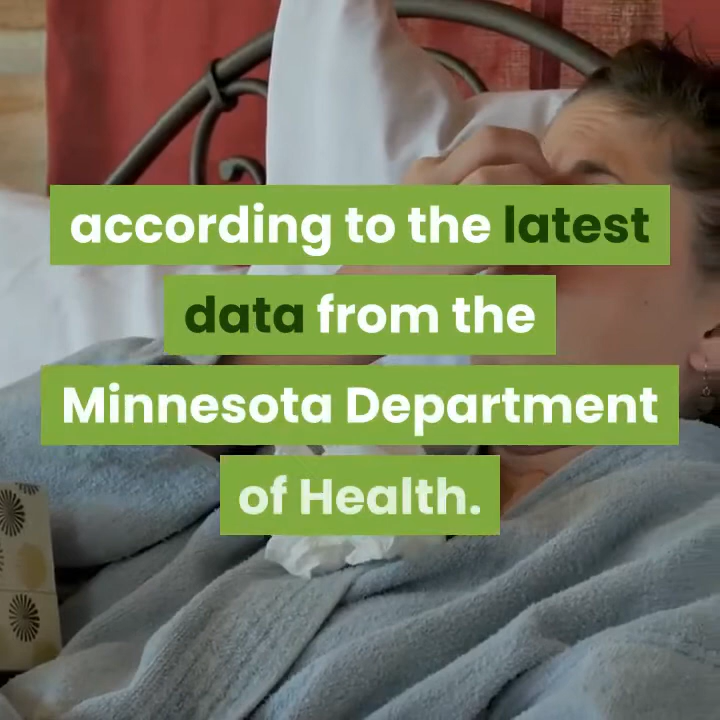 according to the latest
data from the
Minnesota Department
of Health.